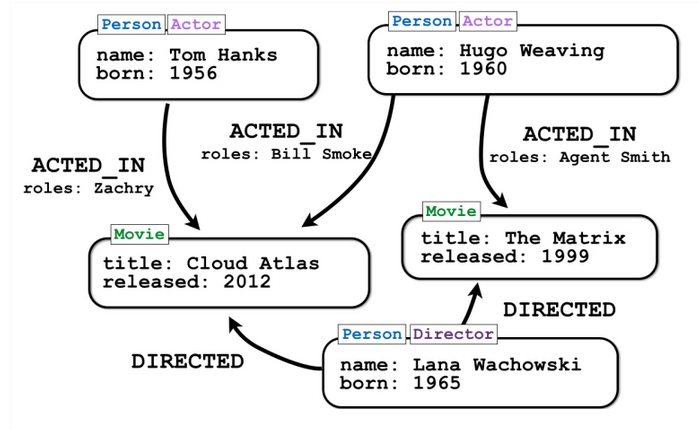 Person Actor
name: Tom Hanks
born: 1956
Person Actor
name: Hugo Weaving
born: 1960
ACTED_IN
roles: Zachry
ACTED_IN
roles: Bill Smoke
ACTED_IN
roles: Agent Smith
Movie
title: Cloud Atlas
released: 2012
Movie
title: The Matrix
released: 1999
DIRECTED
DIRECTED
Person Director
name: Lana Wachowski
born: 1965